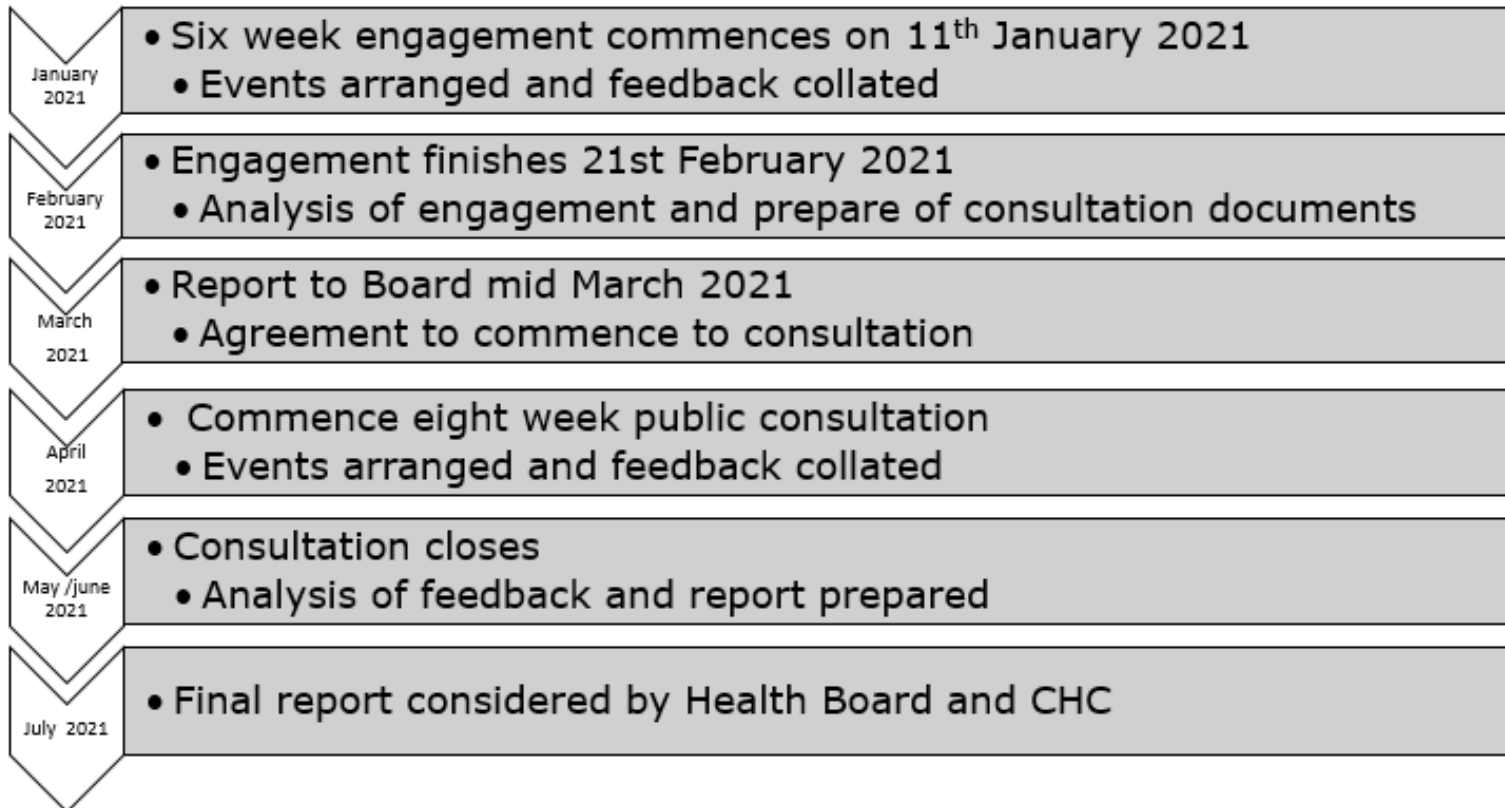 January
2021
• Six week engagement commences on 11th January 2021
• Events arranged and feedback collated
February
2021
• Engagement finishes 21st February 2021
• Analysis of engagement and prepare of consultation documents
March
2021
• Report to Board mid March 2021
• Agreement to commence to consultation
April
2021
• Commence eight week public consultation
• Events arranged and feedback collated
May /june
2021
• Consultation closes
• Analysis of feedback and report prepared
July 2021
• Final report considered by Health Board and CHC